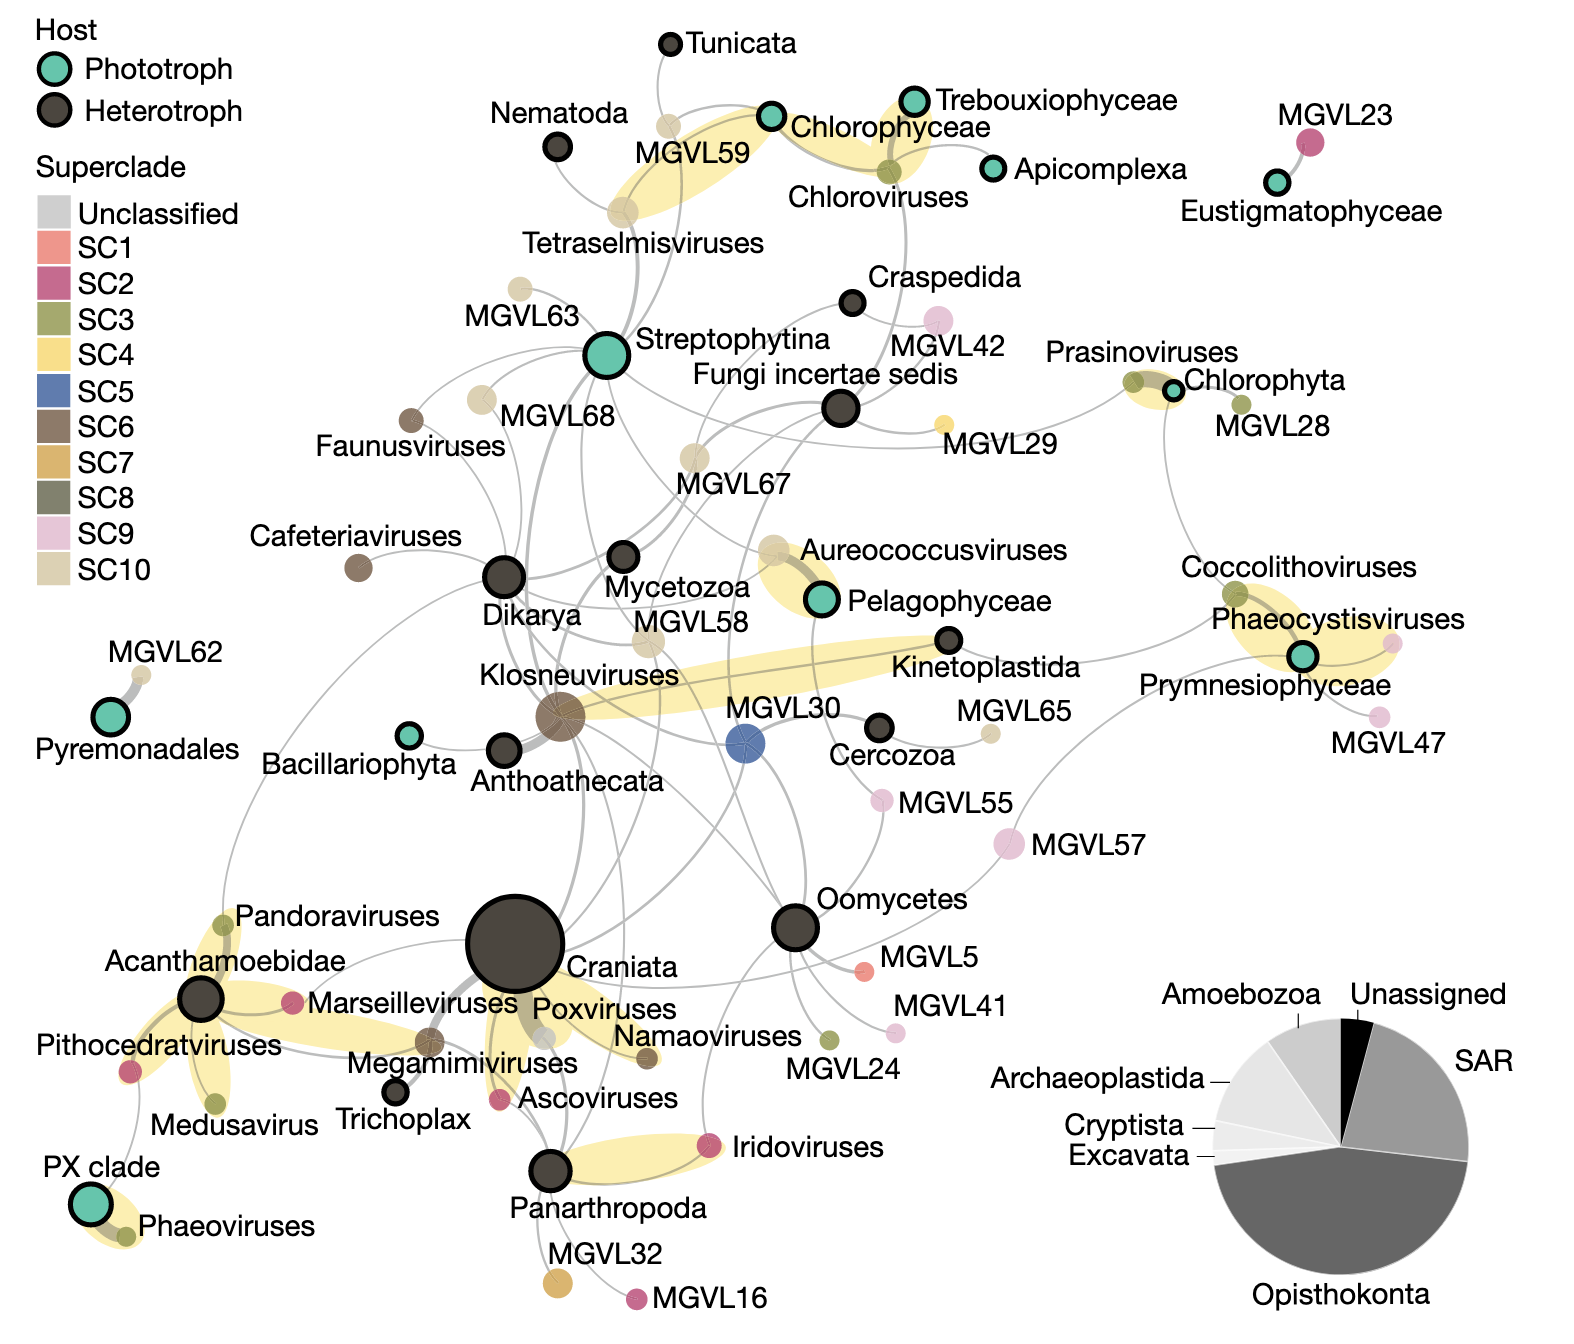 Host
Phototroph
Heterotroph
Superclade
Unclassified
SC1
SC2
SC3
SC4
SC5
SC6
SC7
SC8
SC9
SC10
Tunicata
Nematoda
MGVL59
Chlorophyceae
Trebouxiophyceae
Apicomplexa
Chloroviruses
MGVL23
Eustigmatophyceae
Tetraselmisviruses
MGVL63
Streptophytina
Craspedida
MGVL42
Fungi incertae sedis
Prasinoviruses
Chlorophyta
MGVL28
MGVL68
Faunusviruses
MGVL29
MGVL67
Cafeteriaviruses
Dikarya
Mycetozoa
Aureococcusviruses
Pelagophyceae
Coccolithoviruses
Phaeocystisviruses
MGVL58
MGVL62
Klosneuviruses
Kinetoplastida
Prymnesiophyceae
Pyremonadales
MGVL30
MGVL65
MGVL47
Bacillariophyta
Anthoathecata
Cercozoa
MGVL55
MGVL57
Pandoraviruses
Oomycetes
Acanthamoebidae
Craniata
MGVL5
Marseilleviruses
Poxviruses
MGVL41
Pithocedratviruses
Namaoviruses
Megamimiviruses
MGVL24
Medusavirus
Trichoplax
Ascoviruses
Iridoviruses
PX clade
Phaeoviruses
Panarthropoda
MGVL32
MGVL16
Amoebozoa
Unassigned
SAR
Archaeoplastida
Cryptista
Excavata
Opisthokonta